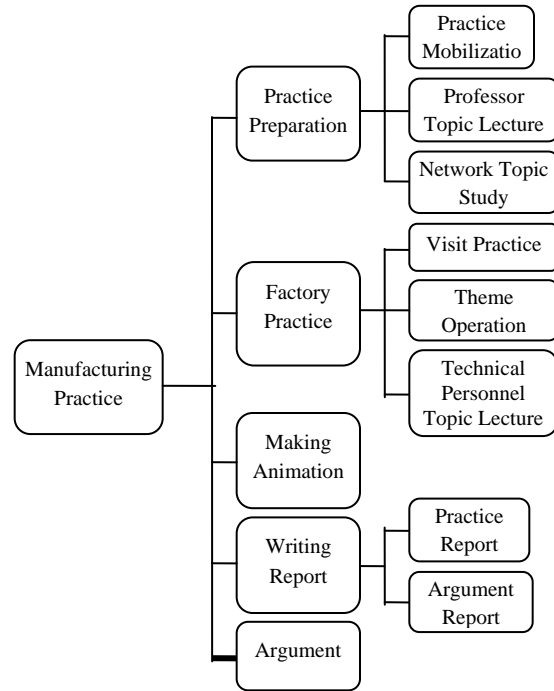 Manufacturing
Practice
Practice
Preparation
Practice
Mobilizatio
Professor
Topic Lecture
Network Topic
Study
Factory
Practice
Visit Practice
Theme
Operation
Technical
Personnel
Topic Lecture
Making
Animation
Writing
Report
Practice
Report
Argument
Report
Argument